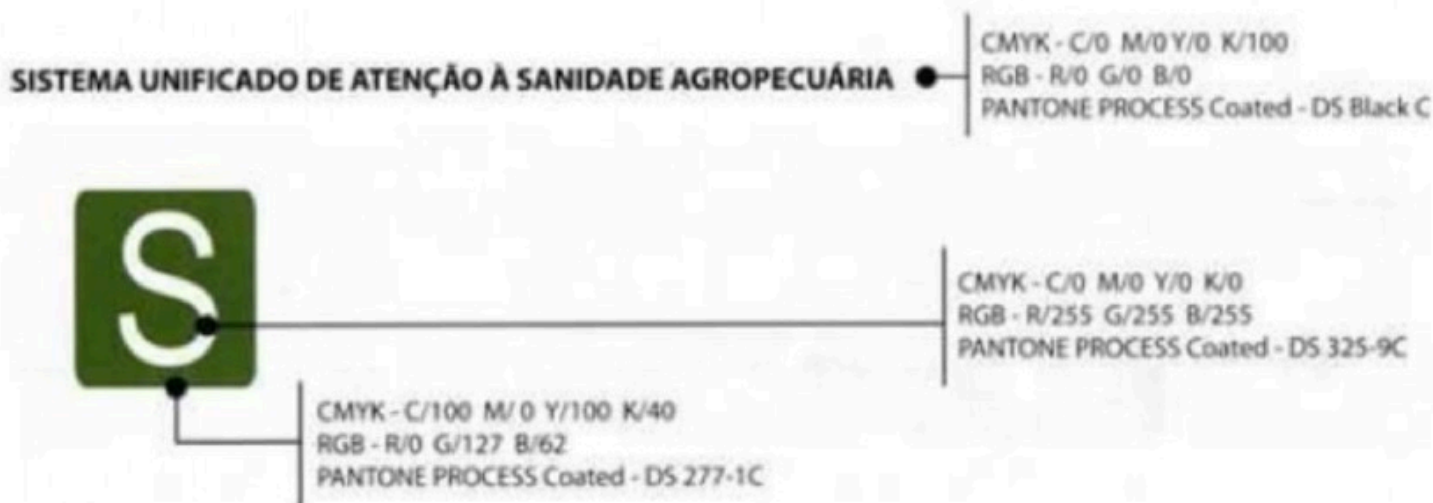 SISTEMA UNIFICADO DE ATENÇÃO À SANIDADE AGROPECUÁRIA
CMYK - C/0 M/0 Y/0 K/100
RGB - R/0 G/0 B/0
PANTONE PROCESS Coated - DS Black C
S
CMYK - C/0 M/0 Y/0 K/0
RGB - R/255 G/255 B/255
PANTONE PROCESS Coated - DS 325-9C
CMYK - C/100 M/ 0 Y/100 K/40
RGB - R/0 G/127 B/62
PANTONE PROCESS Coated - DS 277-1C